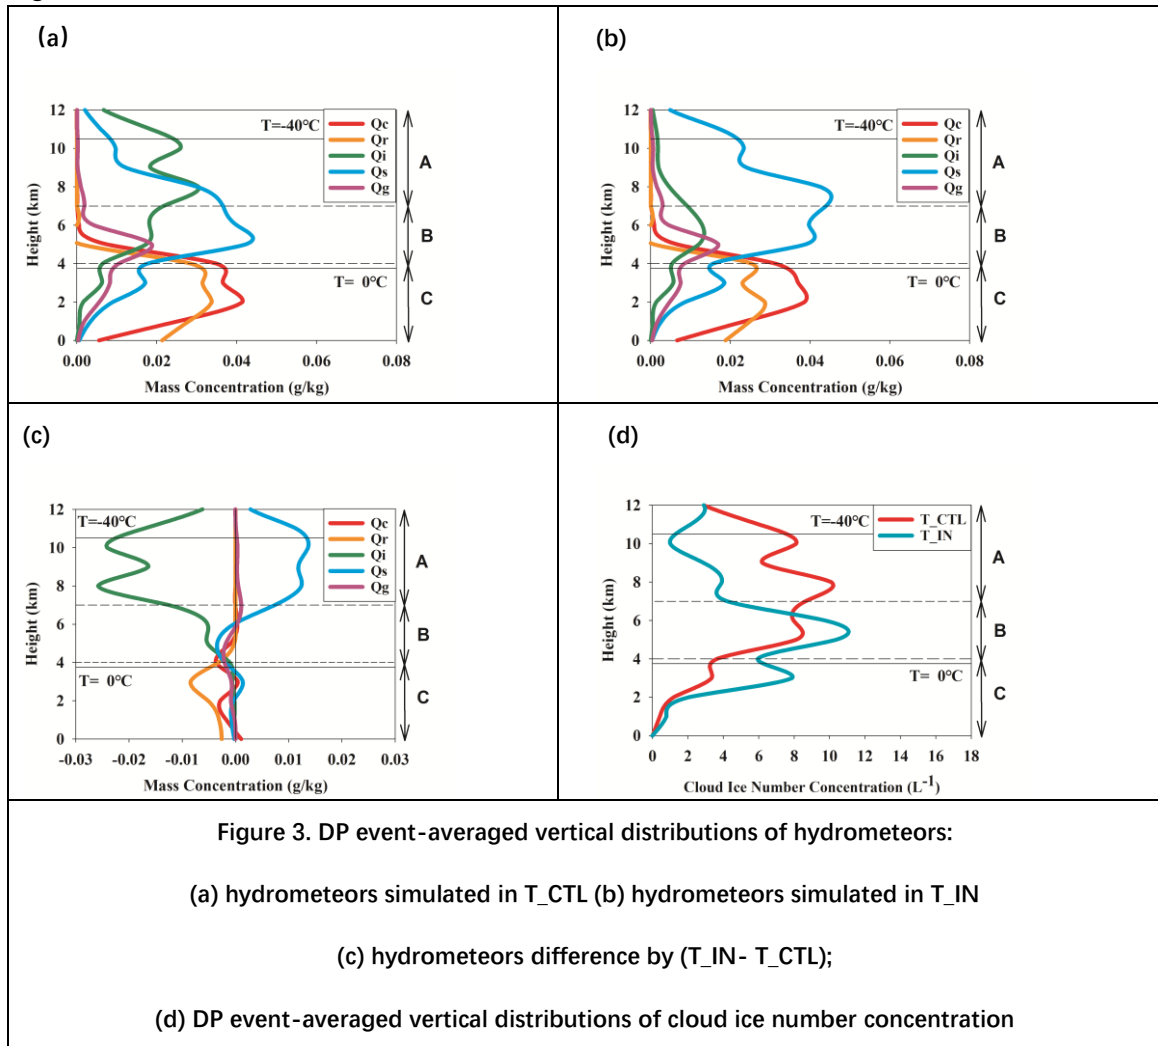 (a)
12
10
8
6
4
2
0
Height (km)
T=-40°C
T= 0°C
Qc
Qr
Qi
Qs
Qg
A
B
C
0.00 0.02 0.04 0.06 0.08
Mass Concentration (g/kg)
(b)
12
10
8
6
4
2
0
Height (km)
T=-40°C
T= 0°C
Qc
Qr
Qi
Qs
Qg
A
B
C
0.00 0.02 0.04 0.06 0.08
Mass Concentration (g/kg)
(c)
12
10
8
6
4
2
0
Height (km)
T=-40°C
T= 0°C
Qc
Qr
Qi
Qs
Qg
A
B
C
-0.03 -0.02 -0.01 0.00 0.01 0.02 0.03
Mass Concentration (g/kg)
(d)
12
10
8
6
4
2
0
Height (km)
T=-40°C
T= 0°C
T_CTL
T_IN
A
B
C
0 2 4 6 8 10 12 14 16 18
Cloud Ice Number Concentration (L⁻¹)
Figure 3. DP event-averaged vertical distributions of hydrometeors:
(a) hydrometeors simulated in T_CTL (b) hydrometeors simulated in T_IN
(c) hydrometeors difference by (T_IN- T_CTL);
(d) DP event-averaged vertical distributions of cloud ice number concentration